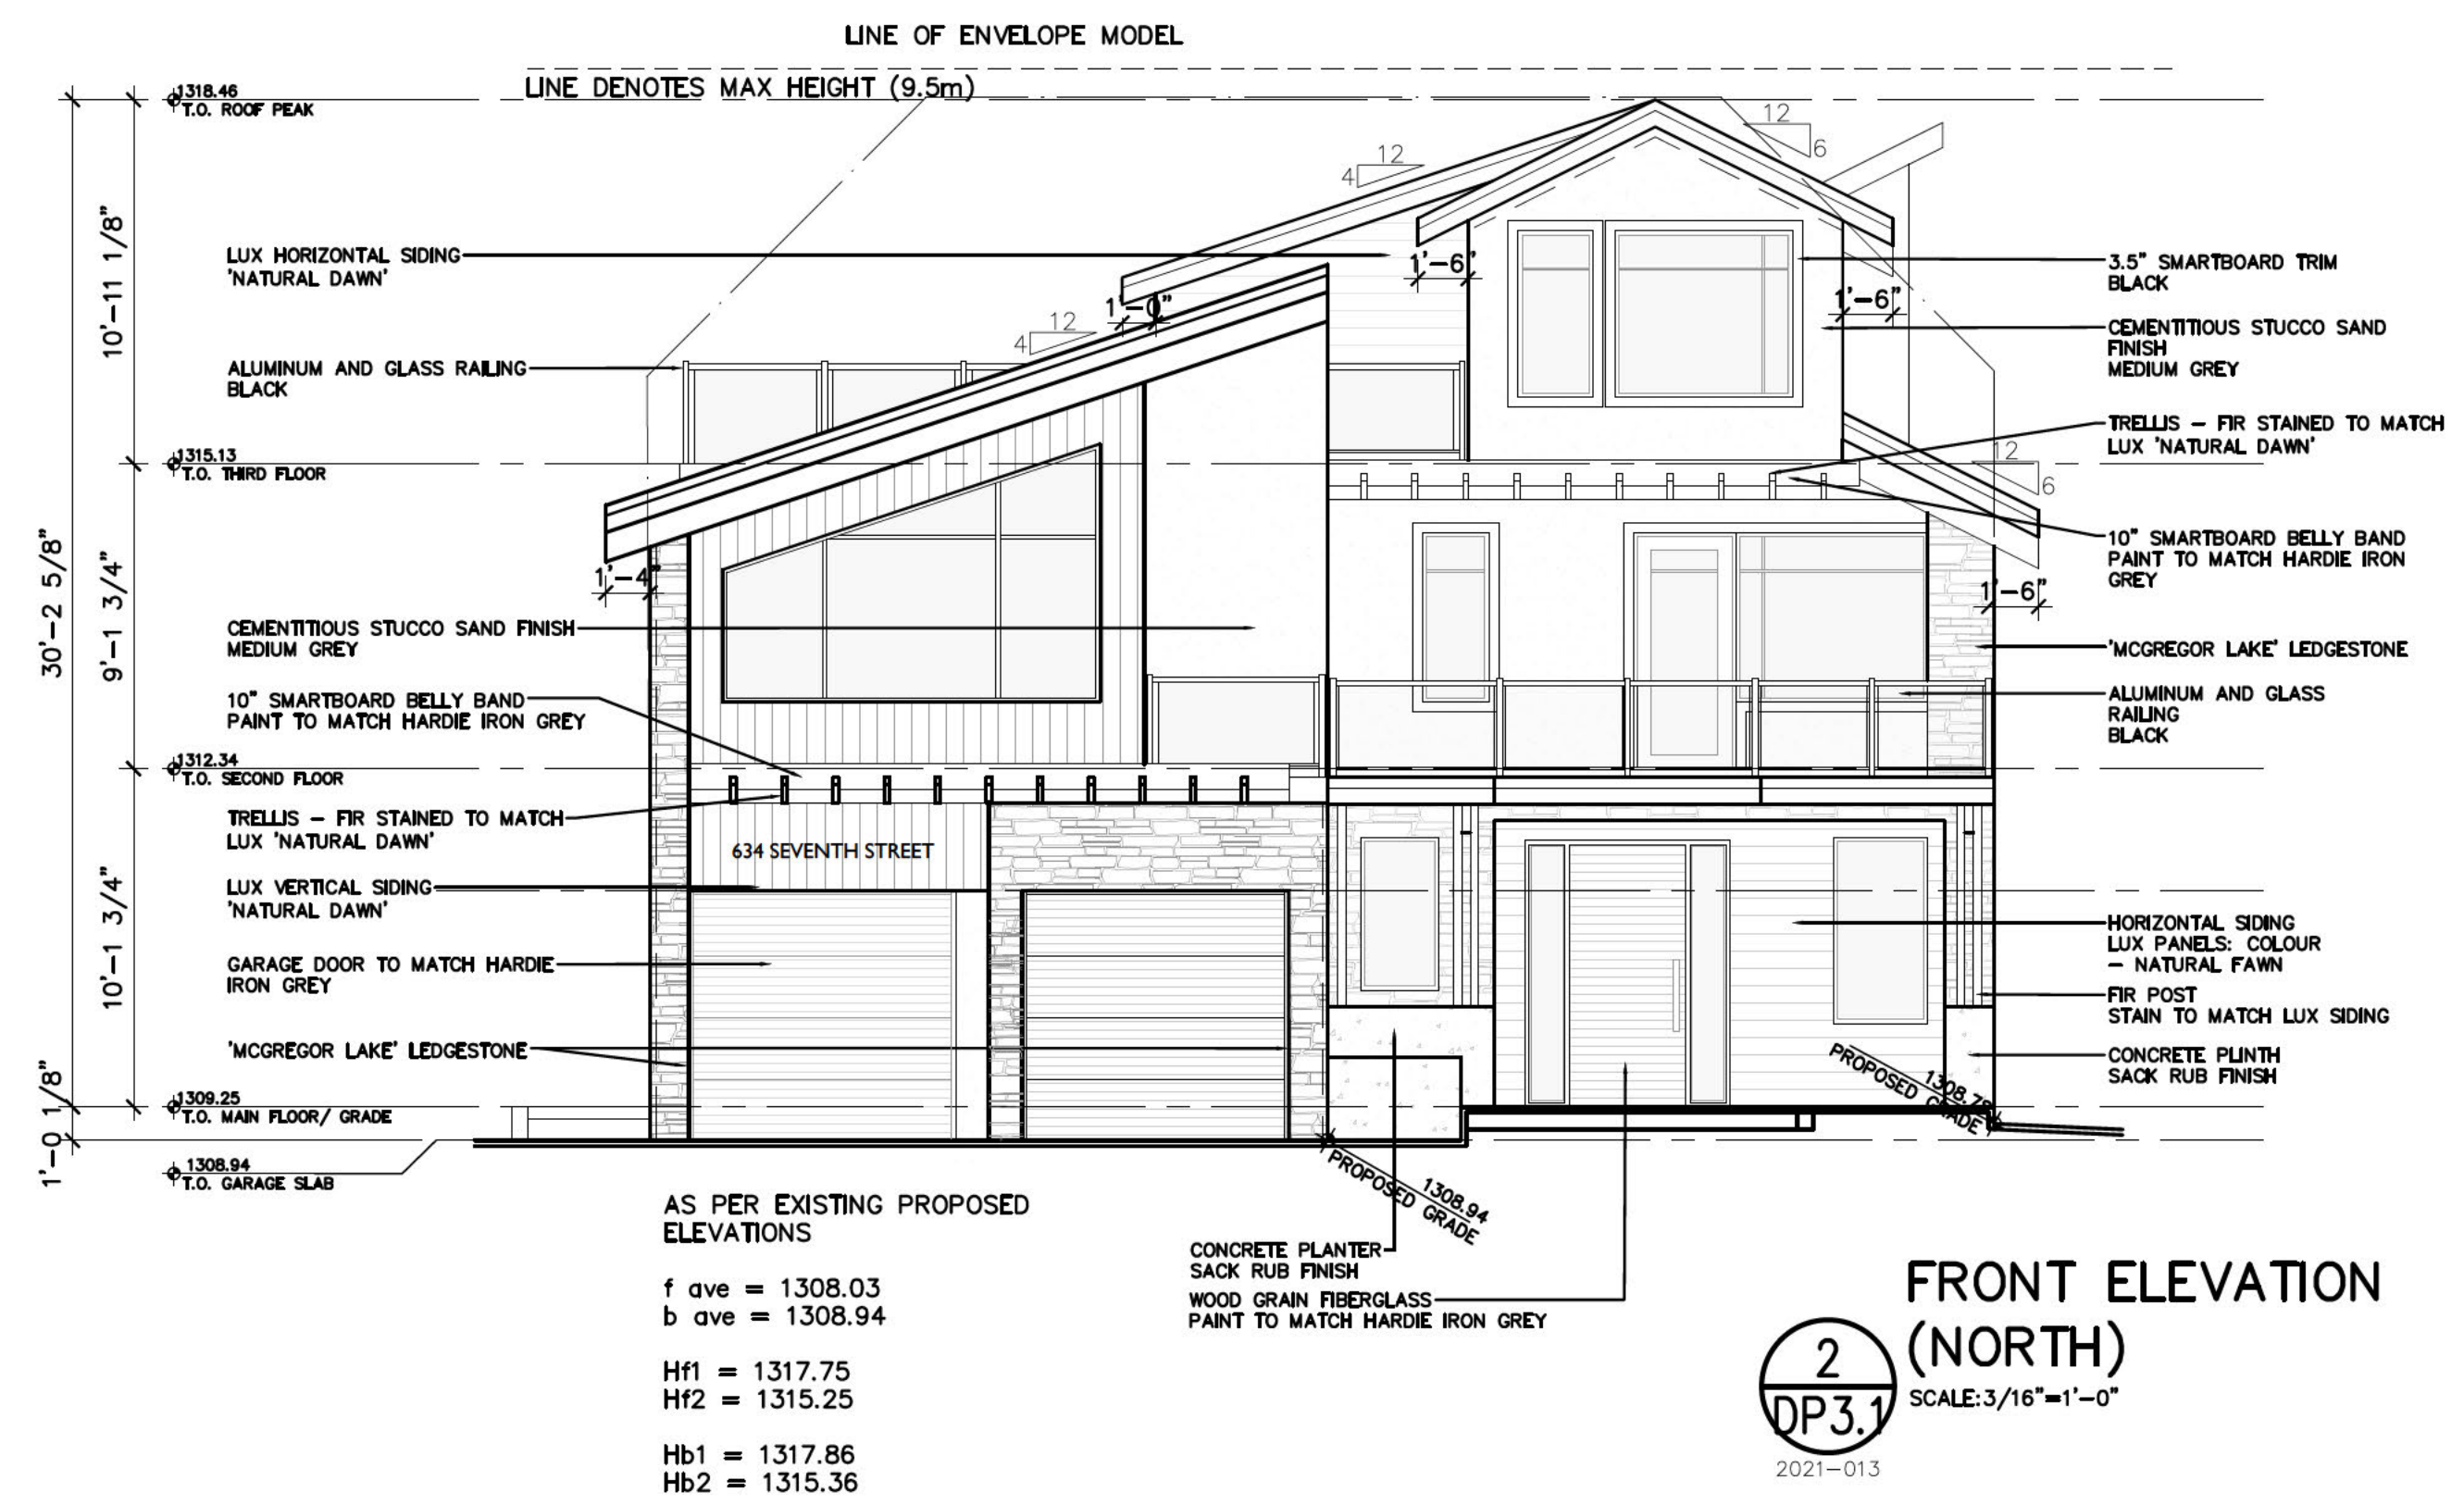 LINE OF ENVELOPE MODEL
LINE DENOTES MAX HEIGHT (9.5m)
1318.46
T.O. ROOF PEAK
1315.13
T.O. THIRD FLOOR
1312.34
T.O. SECOND FLOOR
1309.25
T.O. MAIN FLOOR/ GRADE
1308.94
T.O. GARAGE SLAB
30'-2 5/8"
1'-0 1/8"
10'-11 1/8"
9'-1 3/4"
10'-1 3/4"
LUX HORIZONTAL SIDING
'NATURAL DAWN'
ALUMINUM AND GLASS RAILING
BLACK
CEMENTITIOUS STUCCO SAND FINISH
MEDIUM GREY
10" SMARTBOARD BELLY BAND
PAINT TO MATCH HARDIE IRON GREY
TRELLIS - FIR STAINED TO MATCH
LUX 'NATURAL DAWN'
LUX VERTICAL SIDING
'NATURAL DAWN'
GARAGE DOOR TO MATCH HARDIE
IRON GREY
'MCGREGOR LAKE' LEDGESTONE
12
4
12
4
12
6
12
6
1'-0"
1'-6"
1'-6"
1'-4"
1'-6"
634 SEVENTH STREET
3.5" SMARTBOARD TRIM
BLACK
CEMENTITIOUS STUCCO SAND
FINISH
MEDIUM GREY
TRELLIS - FIR STAINED TO MATCH
LUX 'NATURAL DAWN'
10" SMARTBOARD BELLY BAND
PAINT TO MATCH HARDIE IRON
GREY
'MCGREGOR LAKE' LEDGESTONE
ALUMINUM AND GLASS
RAILING
BLACK
HORIZONTAL SIDING
LUX PANELS: COLOUR
- NATURAL FAWN
FIR POST
STAIN TO MATCH LUX SIDING
CONCRETE PLINTH
SACK RUB FINISH
PROPOSED GRADE
1308.94
PROPOSED GRADE
CONCRETE PLANTER
SACK RUB FINISH
WOOD GRAIN FIBERGLASS
PAINT TO MATCH HARDIE IRON GREY
AS PER EXISTING PROPOSED
ELEVATIONS
f ave = 1308.03
b ave = 1308.94
Hf1 = 1317.75
Hf2 = 1315.25
Hb1 = 1317.86
Hb2 = 1315.36
FRONT ELEVATION
(NORTH)
SCALE:3/16"=1'-0"
2
DP3.1
2021-013